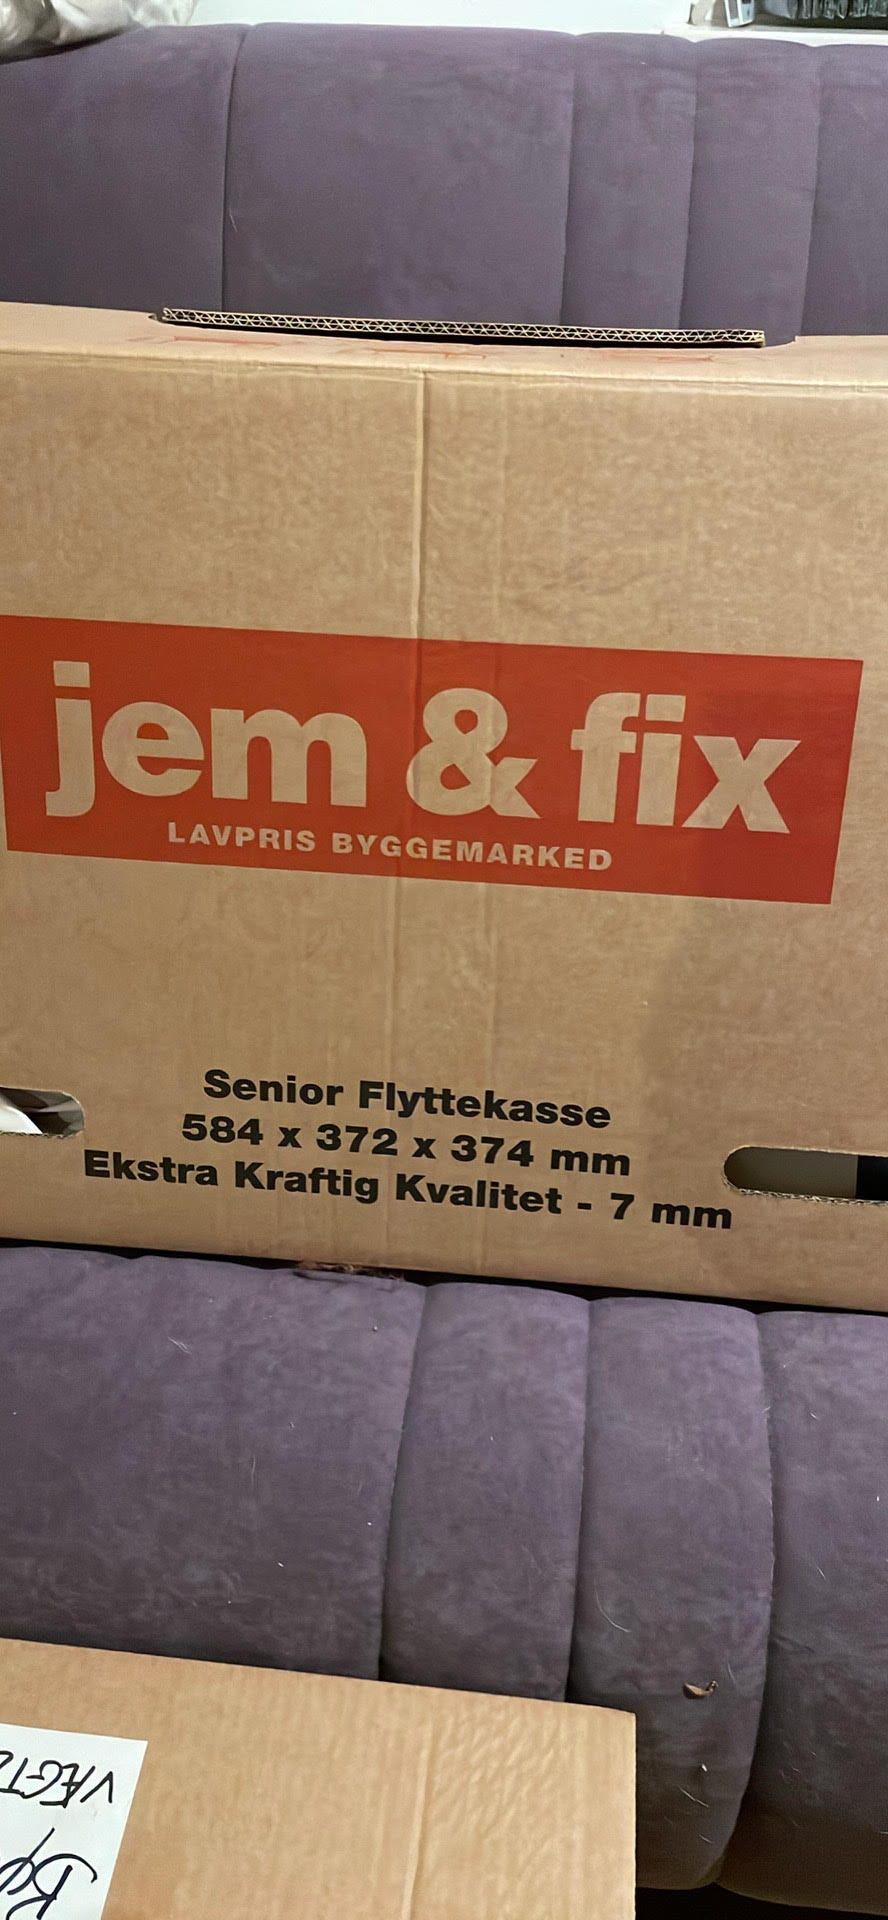 jem & fix
LAVPRIS BYGGEMARKED
Senior Flyttekasse
584 x 372 x 374 mm
Ekstra Kraftig Kvalitet - 7 mm